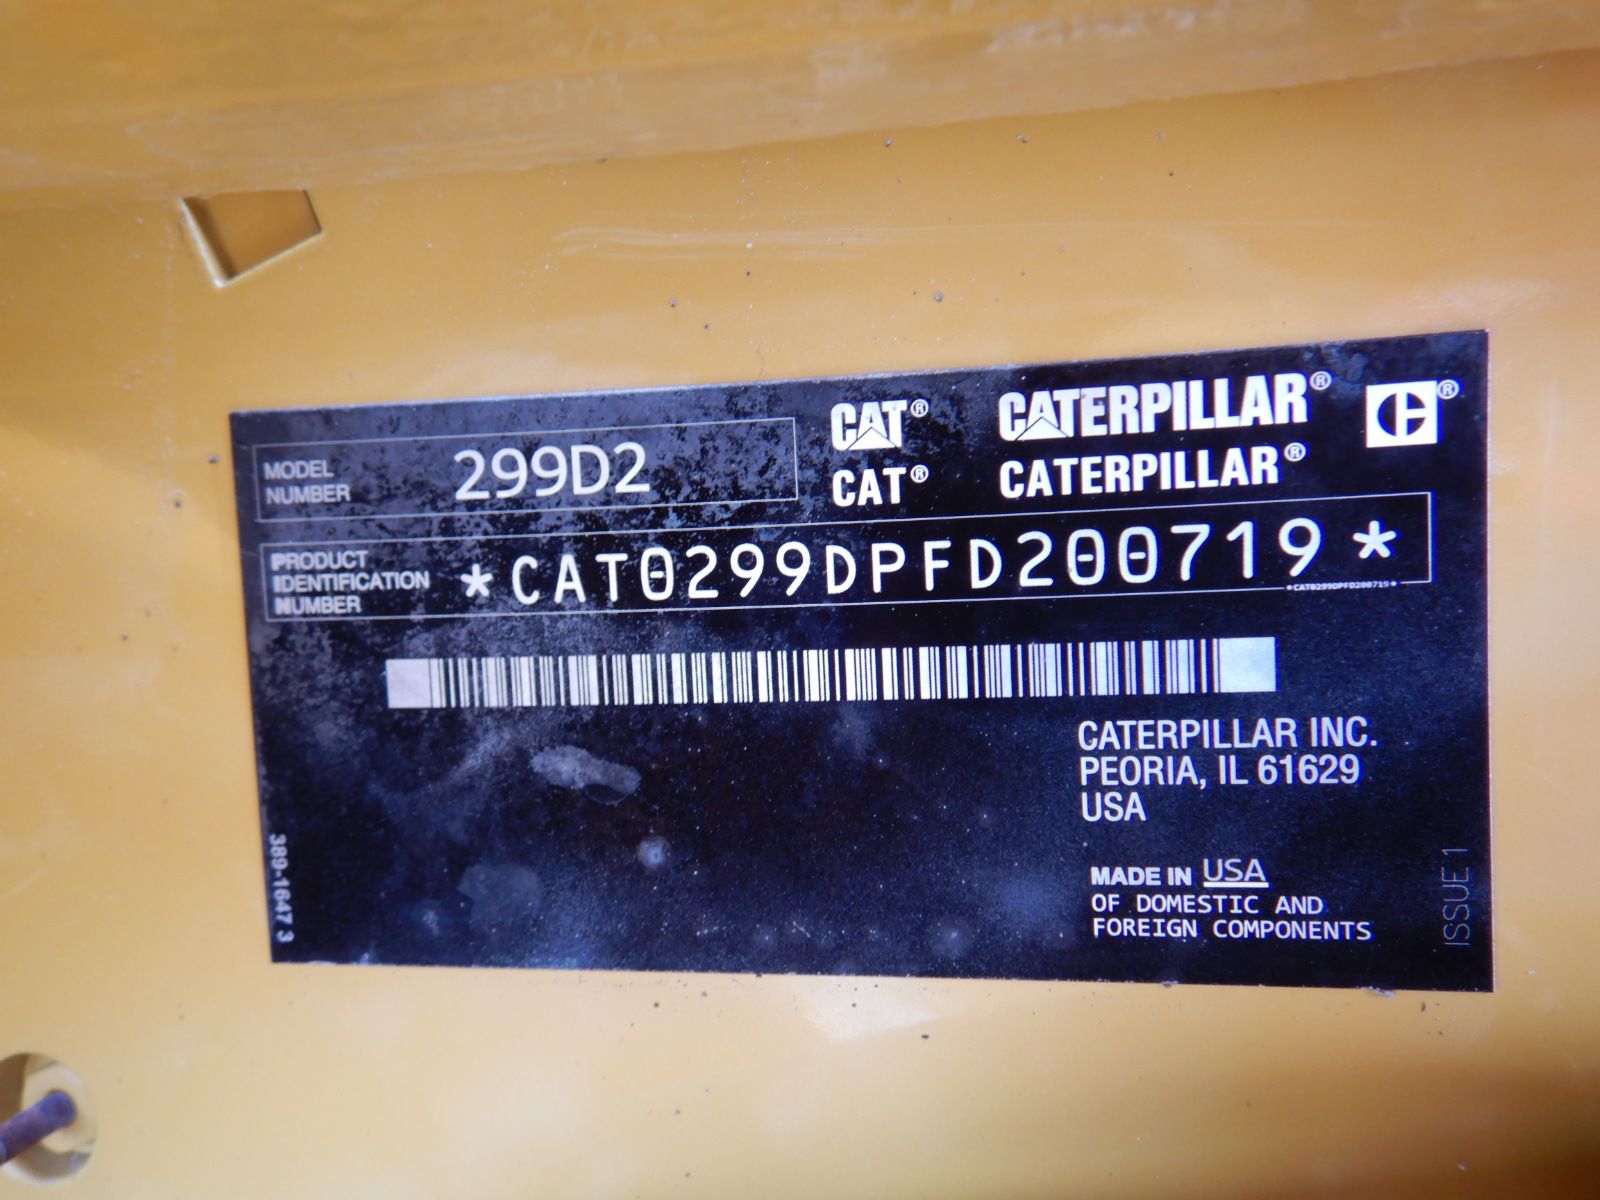 CAT® CATERPILLAR® C®
MODEL NUMBER 299D2
CAT® CATERPILLAR®
PRODUCT IDENTIFICATION NUMBER *CAT0299DPFD200719*
*CAT0299DPFD200719*
CATERPILLAR INC.
PEORIA, IL 61629
USA
MADE IN USA
OF DOMESTIC AND
FOREIGN COMPONENTS
389-1647 3
ISSUE 1